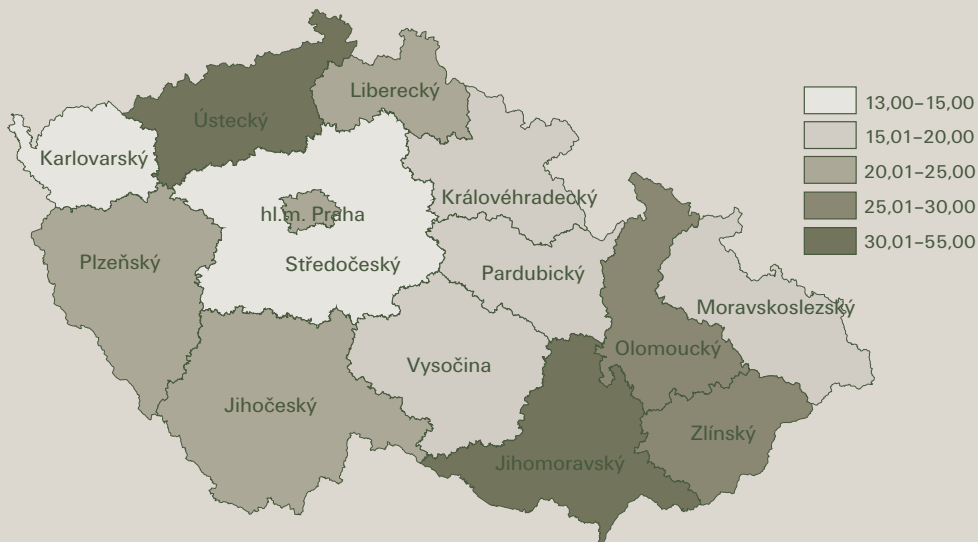 Liberecký
13,00–15,00
Ústecký
15,01–20,00
Karlovarský
20,01–25,00
Královéhradecký
25,01–30,00
hl.m. Praha
30,01–55,00
Plzeňský
Středočeský
Pardubický
Moravskoslezský
Olomoucký
Vysočina
Jihočeský
Zlínský
Jihomoravský